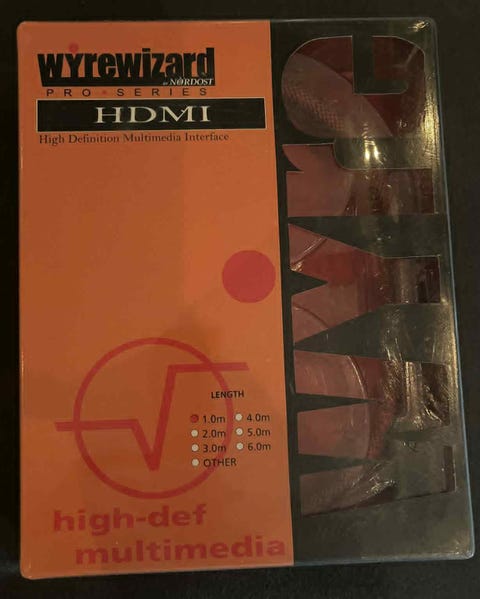 wyrewizard
by NORDOST
PRO • SERIES
HDMI
High Definition Multimedia Interface
wyre
LENGTH
1.0m 4.0m
2.0m 5.0m
3.0m 6.0m
OTHER
high-def
multimedia